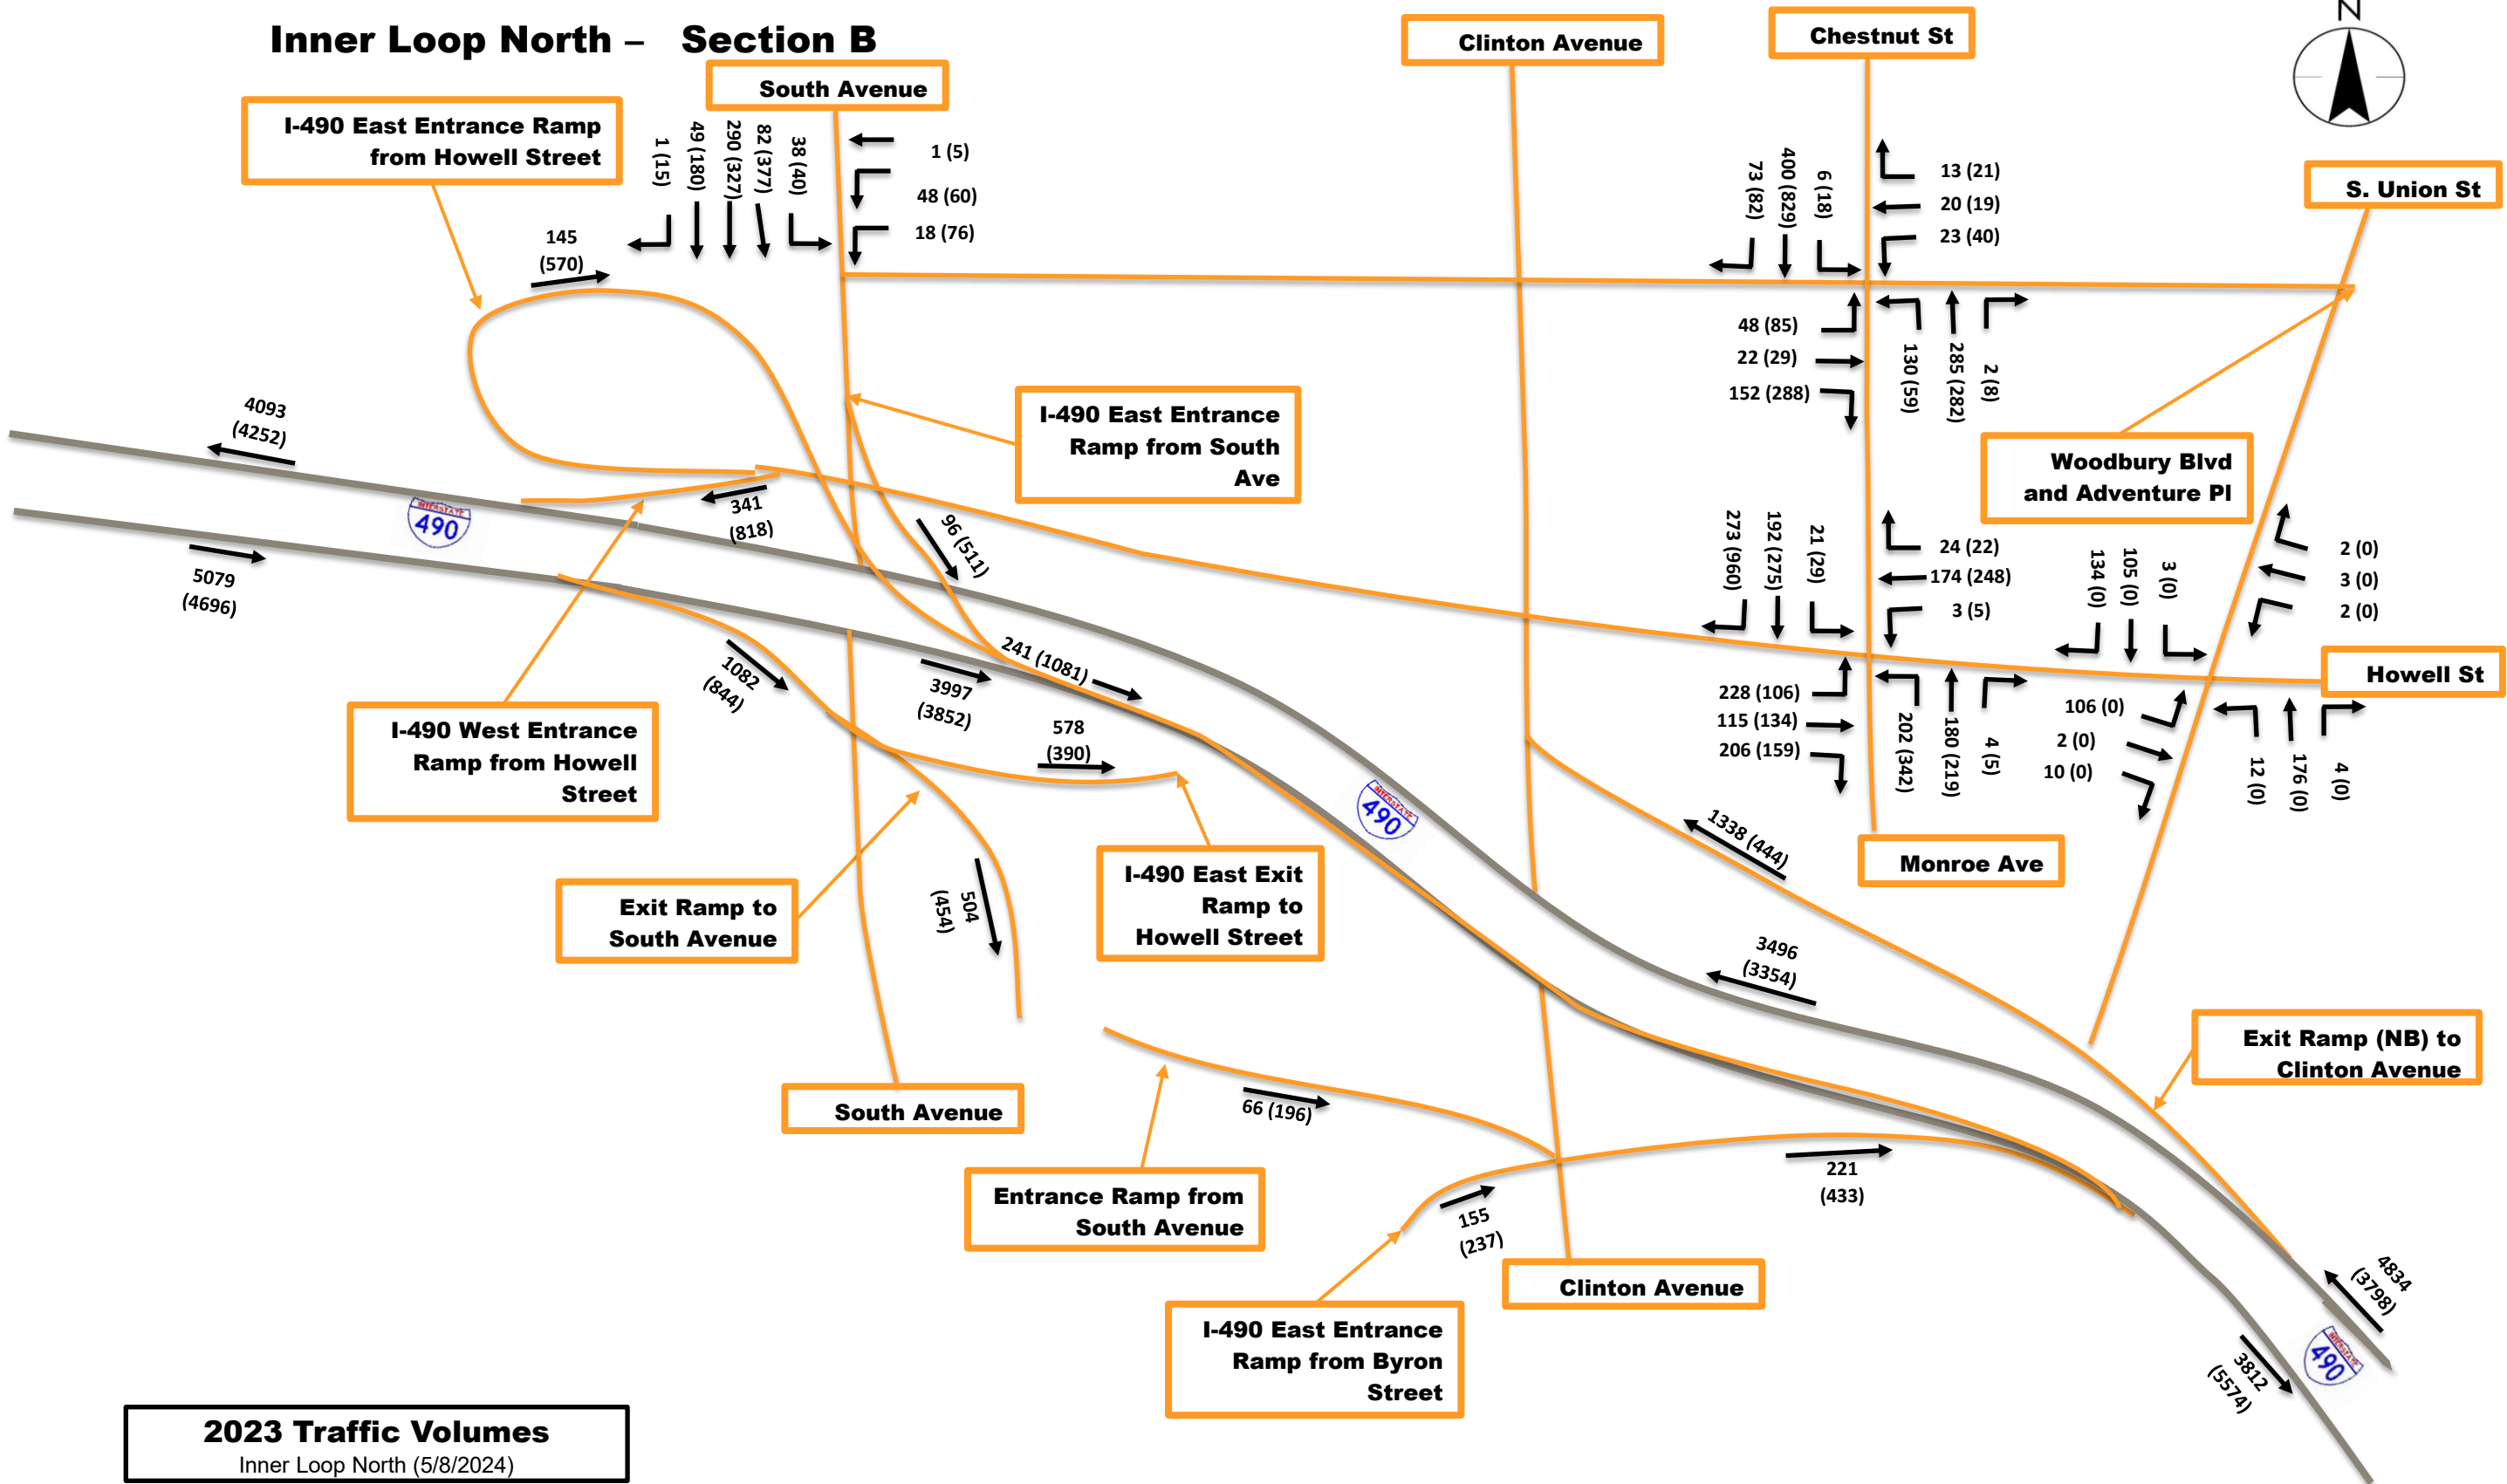 Inner Loop North – Section B
South Avenue
Clinton Avenue
Chestnut St
N
S. Union St
I-490 East Entrance Ramp
from Howell Street
1 (15)
49 (180)
290 (327)
82 (377)
38 (40)
1 (5)
48 (60)
18 (76)
145
(570)
73 (82)
400 (829)
6 (18)
13 (21)
20 (19)
23 (40)
48 (85)
22 (29)
152 (288)
130 (59)
285 (282)
2 (8)
I-490 East Entrance
Ramp from South
Ave
Woodbury Blvd
and Adventure Pl
4093
(4252)
INTERSTATE
490
341
(818)
96 (511)
5079
(4696)
273 (960)
192 (275)
21 (29)
24 (22)
174 (248)
3 (5)
134 (0)
105 (0)
3 (0)
2 (0)
3 (0)
2 (0)
Howell St
228 (106)
115 (134)
206 (159)
202 (342)
180 (219)
4 (5)
106 (0)
2 (0)
10 (0)
12 (0)
176 (0)
4 (0)
1082
(844)
3997
(3852)
241 (1081)
578
(390)
I-490 West Entrance
Ramp from Howell
Street
INTERSTATE
490
1338 (444)
Monroe Ave
I-490 East Exit
Ramp to
Howell Street
Exit Ramp to
South Avenue
504
(454)
3496
(3354)
Exit Ramp (NB) to
Clinton Avenue
South Avenue
66 (196)
Entrance Ramp from
South Avenue
155
(237)
221
(433)
Clinton Avenue
4834
(3798)
I-490 East Entrance
Ramp from Byron
Street
3812
(5574)
INTERSTATE
490
2023 Traffic Volumes
Inner Loop North (5/8/2024)